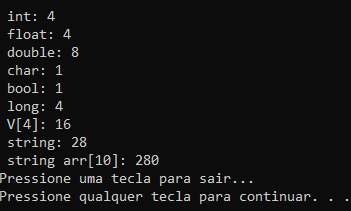 int: 4
float: 4
double: 8
char: 1
bool: 1
long: 4
V[4]: 16
string: 28
string arr[10]: 280
Pressione uma tecla para sair...
Pressione qualquer tecla para continuar. . .